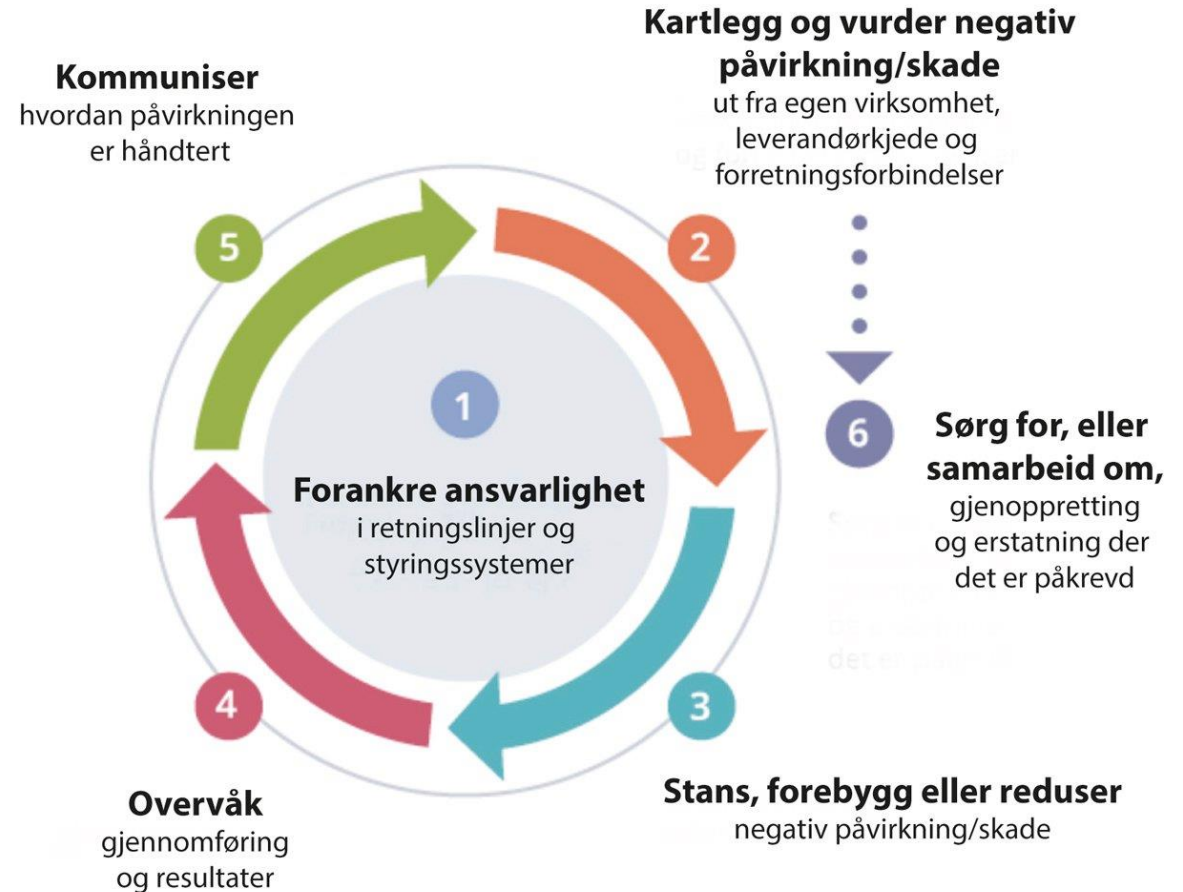 Kommuniser
hvordan påvirkningen
er håndtert
Kartlegg og vurder negativ
påvirkning/skade
ut fra egen virksomhet,
leverandørkjede og
forretningsforbindelser
5
2
1
Forankre ansvarlighet
i retningslinjer og
styringssystemer
6
Sørg for, eller
samarbeid om,
gjenoppretting
og erstatning der
det er påkrevd
4
3
Overvåk
gjennomføring
og resultater
Stans, forebygg eller reduser
negativ påvirkning/skade